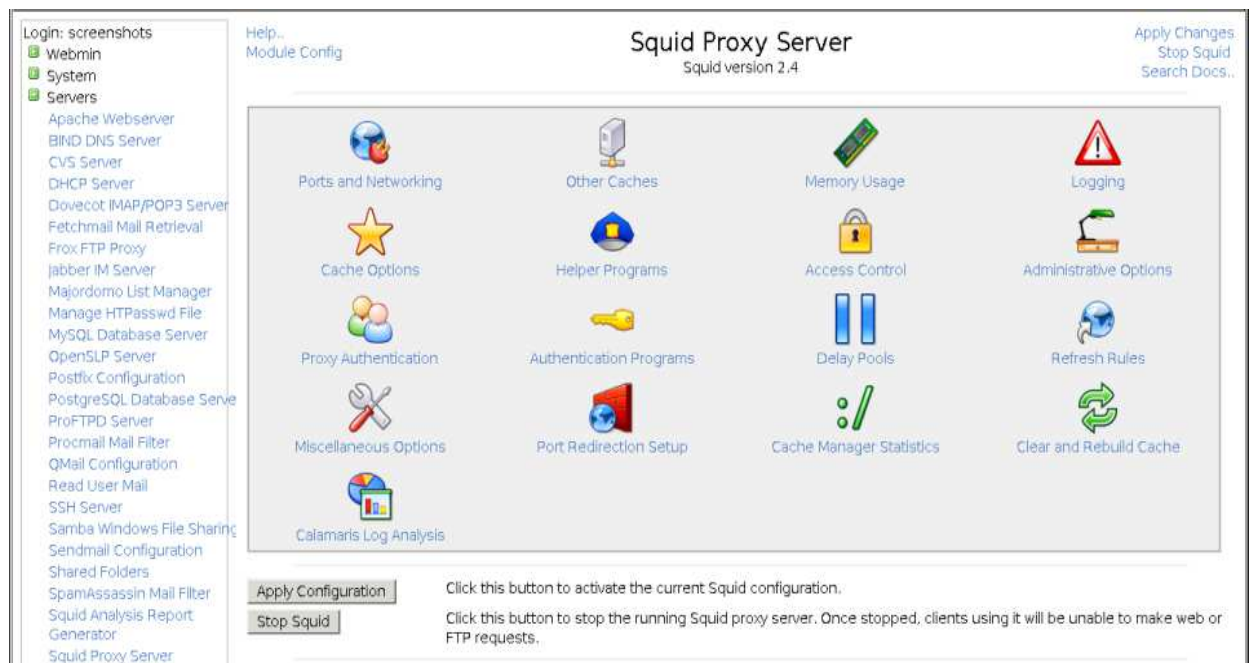 Login: screenshots
Webmin
System
Servers
Apache Webserver
BIND DNS Server
CVS Server
DHCP Server
Dovecot IMAP/POP3 Server
Fetchmail Mail Retrieval
Frox FTP Proxy
Jabber IM Server
Majordomo List Manager
Manage HTPasswd File
MySQL Database Server
OpenSLP Server
Postfix Configuration
PostgreSQL Database Serve
ProFTPD Server
Procmail Mail Filter
QMail Configuration
Read User Mail
SSH Server
Samba Windows File Sharing
Sendmail Configuration
Shared Folders
SpamAssassin Mail Filter
Squid Analysis Report
Generator
Squid Proxy Server
Help..
Module Config
Squid Proxy Server
Squid version 2.4
Apply Changes
Stop Squid
Search Docs..
Ports and Networking
Other Caches
Memory Usage
Logging
Cache Options
Helper Programs
Access Control
Administrative Options
Proxy Authentication
Authentication Programs
Delay Pools
Refresh Rules
Miscellaneous Options
Port Redirection Setup
Cache Manager Statistics
Clear and Rebuild Cache
Calamaris Log Analysis
Apply Configuration
Click this button to activate the current Squid configuration.
Stop Squid
Click this button to stop the running Squid proxy server. Once stopped, clients using it will be unable to make web or
FTP requests.